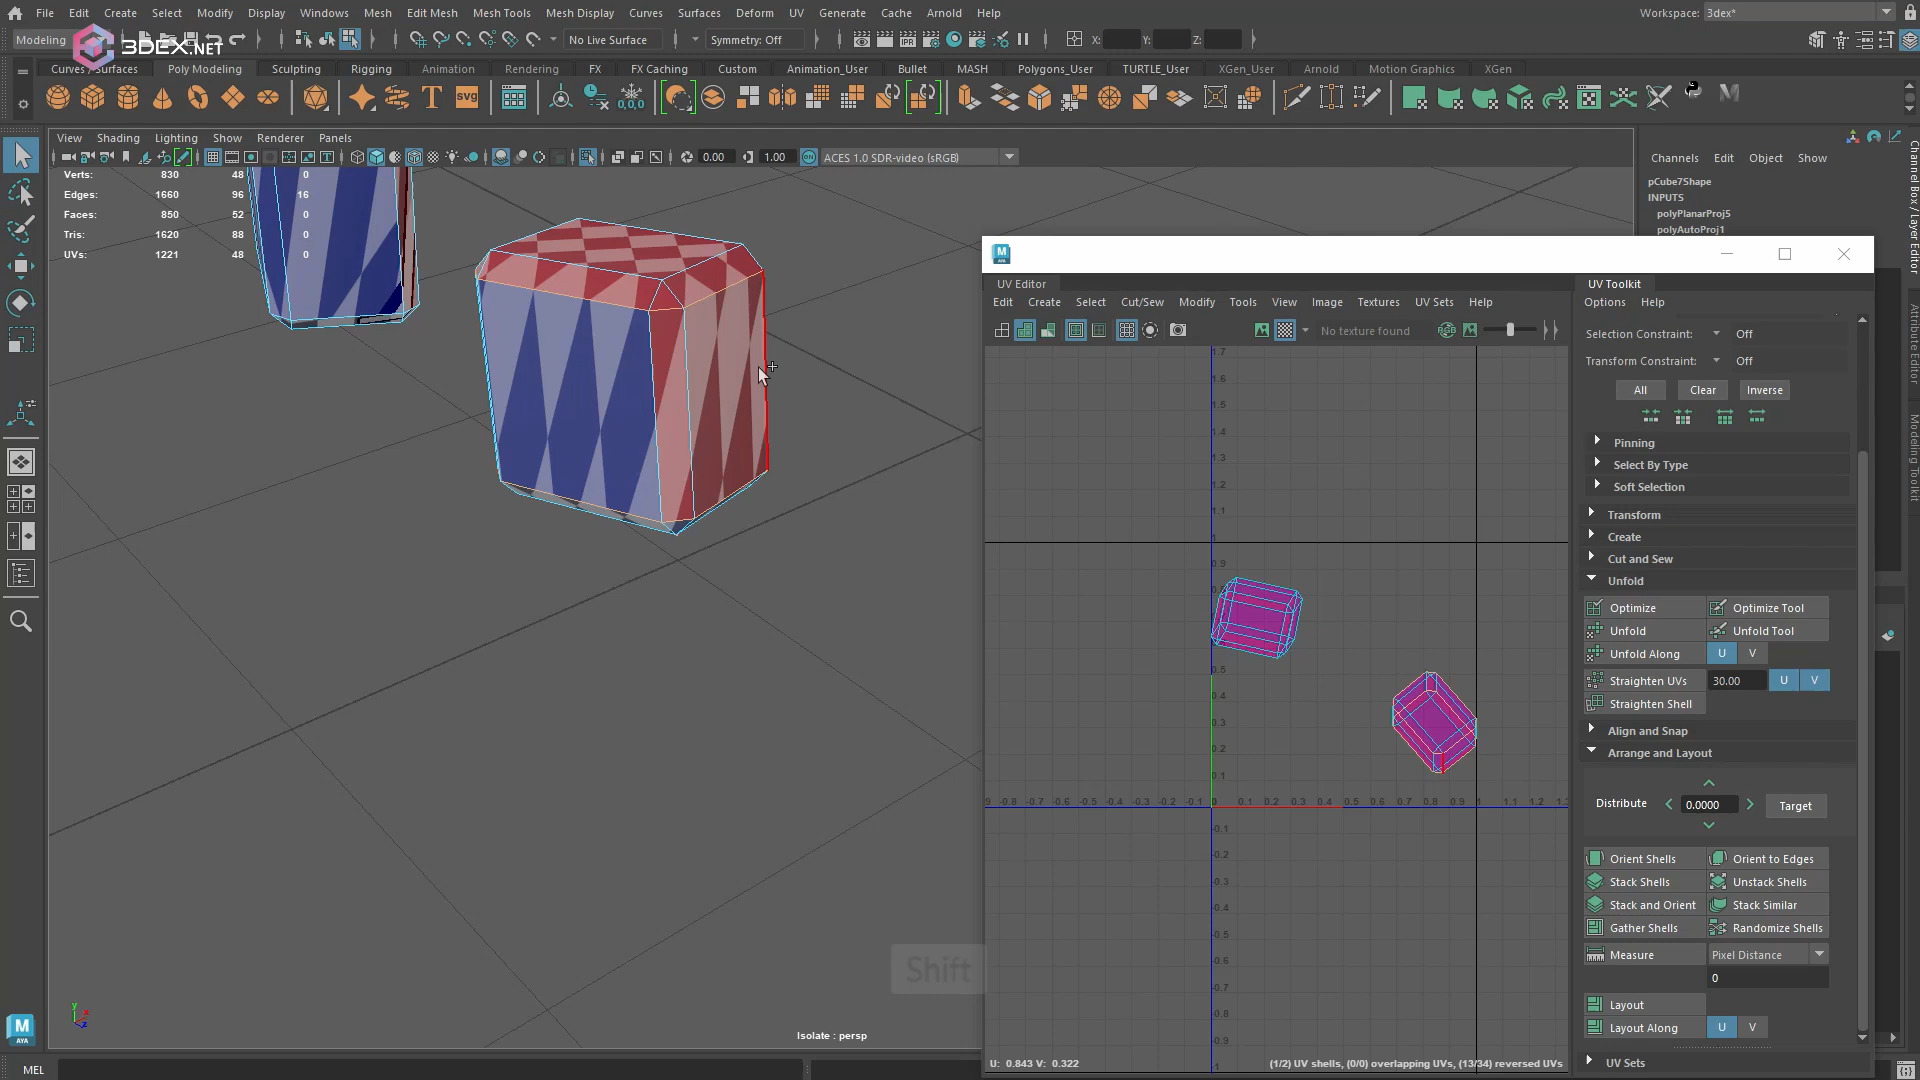 File Edit Create Select Modify Display Windows Mesh Edit Mesh Mesh Tools Mesh Display Curves Surfaces Deform UV Generate Cache Arnold Help
Workspace: 3dex*
Modeling
3DEX.NET
No Live Surface
Symmetry: Off
X: Y: Z:
Curves / Surfaces Poly Modeling Sculpting Rigging Animation Rendering FX FX Caching Custom Animation_User Bullet MASH Polygons_User TURTLE_User XGen_User Arnold Motion Graphics XGen
View Shading Lighting Show Renderer Panels
0.00 1.00 ACES 1.0 SDR-video (sRGB)
Channels Edit Object Show
pCube7Shape
INPUTS
polyPlanarProj5
polyAutoProj1
Verts: 830 48 0
Edges: 1660 96 16
Faces: 850 52 0
Tris: 1620 88 0
UVs: 1221 48 0
UV Editor
UV Toolkit
Edit Create Select Cut/Sew Modify Tools View Image Textures UV Sets Help
Options Help
No texture found
Selection Constraint: Off
Transform Constraint: Off
All Clear Inverse
Pinning
Select By Type
Soft Selection
Transform
Create
Cut and Sew
Unfold
Optimize Optimize Tool
Unfold Unfold Tool
Unfold Along U V
Straighten UVs 30.00 U V
Straighten Shell
Align and Snap
Arrange and Layout
Distribute 0.0000 Target
Orient Shells Orient to Edges
Stack Shells Unstack Shells
Stack and Orient Stack Similar
Gather Shells Randomize Shells
Measure Pixel Distance
0
Layout
Layout Along U V
UV Sets
Shift
Isolate : persp
U: 0.843 V: 0.322
(1/2) UV shells, (0/0) overlapping UVs, (13/34) reversed UVs
MEL
Channel Box / Layer Editor
Attribute Editor
Modeling Toolkit